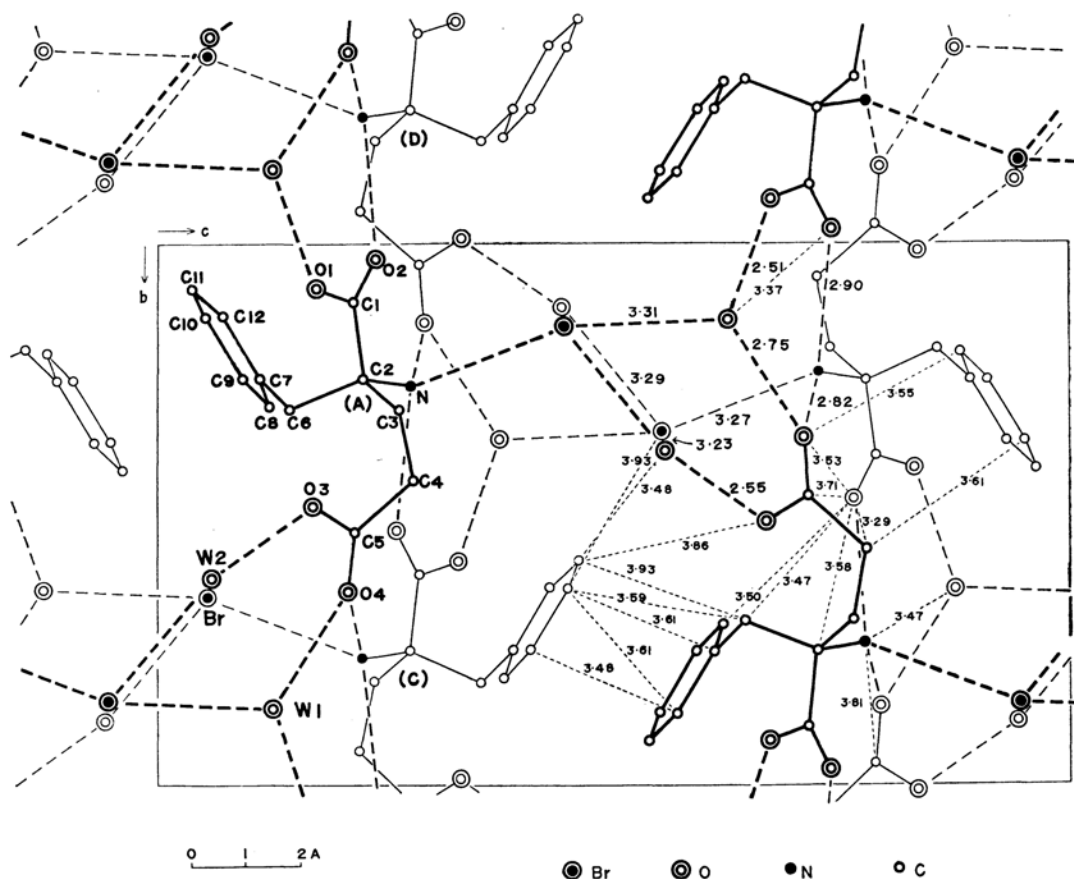 (D)
c
b
O1
O2
C11
C1
C12
C10
2·51
3·37
2·90
3·31
2·75
C2
C9
C7
N
(A)
C8
C6
C3
3·29
2·82
3·55
3·27
3·23
3·93
3·53
3·48
C4
3·71
3·61
O3
2·55
3·29
C5
W2
3·86
3·58
O4
3·93
3·47
Br
3·59
3·50
3·47
3·61
3·61
(C)
3·48
W1
3·81
0 1 2 A
Br O N C